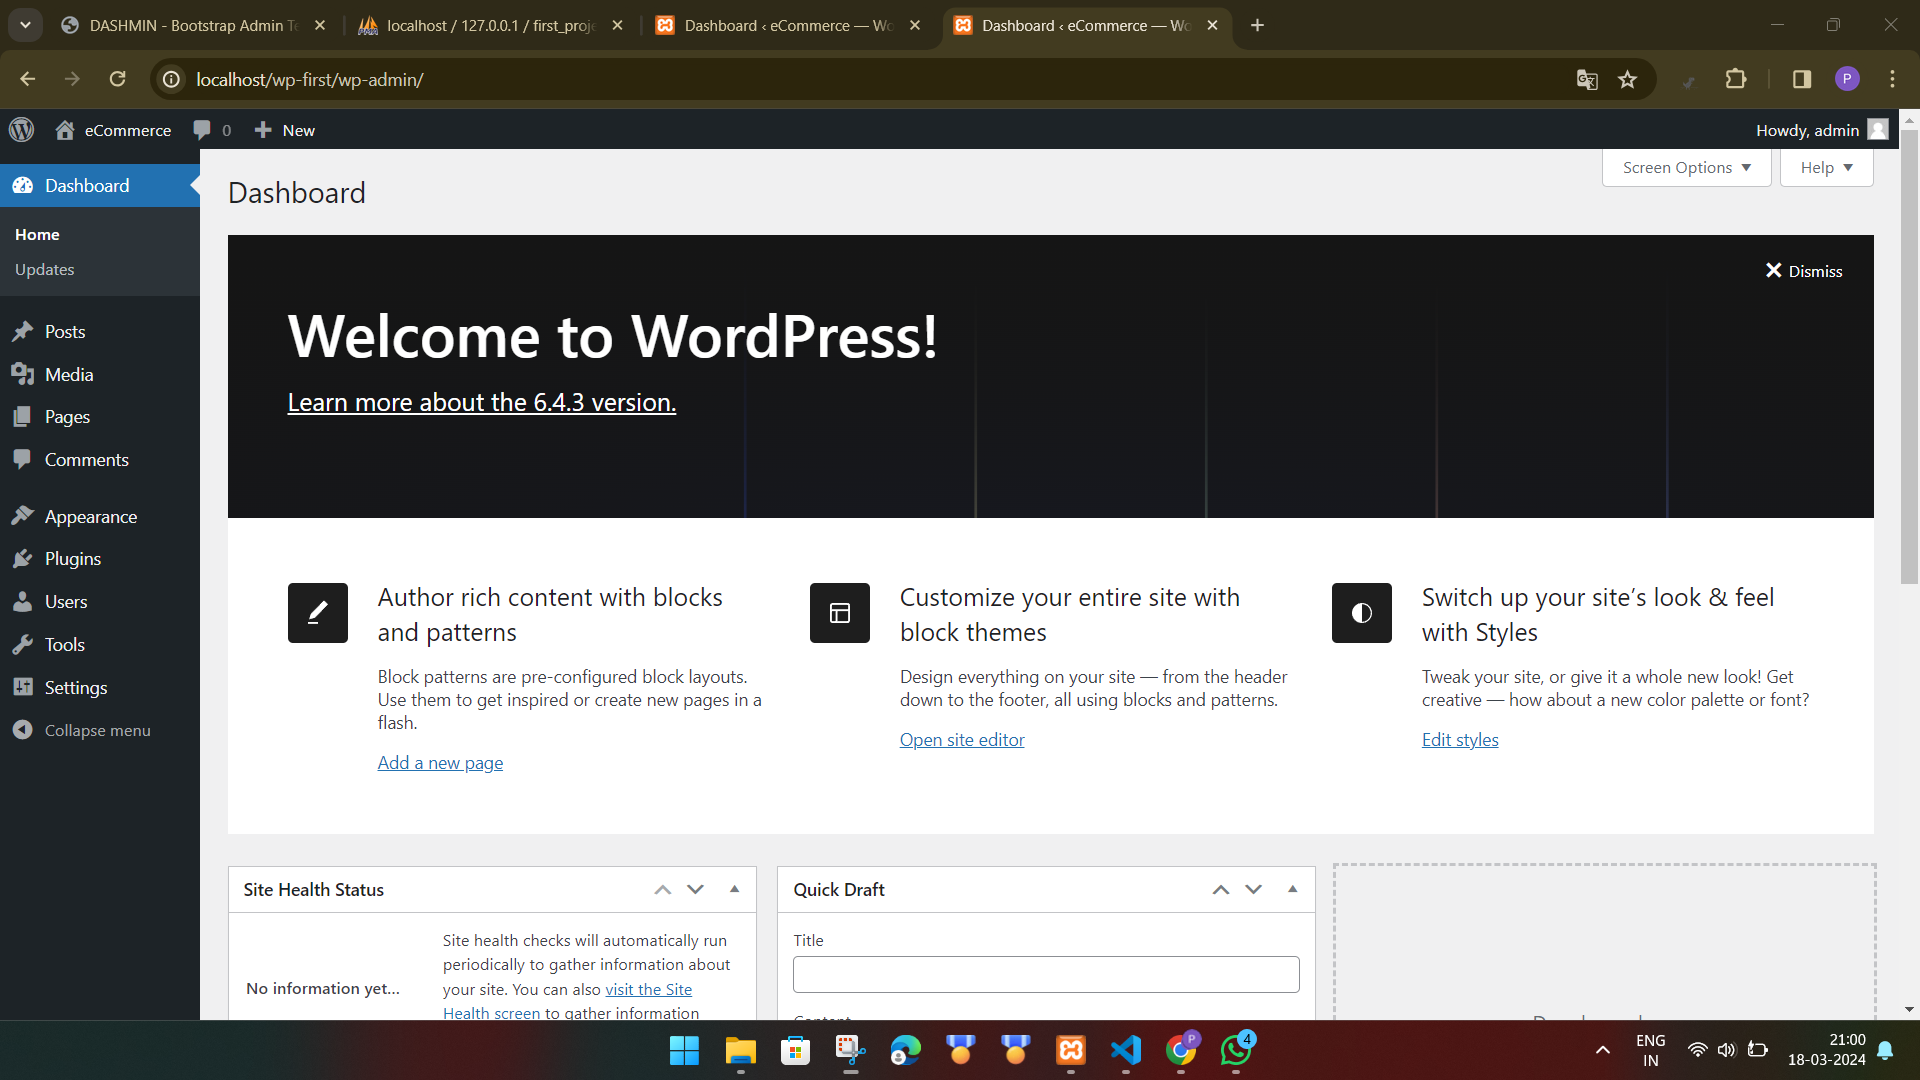 DASHMIN - Bootstrap Admin Te
localhost / 127.0.0.1 / first_proje
Dashboard ‹ eCommerce — Wo
Dashboard ‹ eCommerce — Wo
localhost/wp-first/wp-admin/
P
eCommerce
0
New
Howdy, admin
Dashboard
Home
Updates
Posts
Media
Pages
Comments
Appearance
Plugins
Users
Tools
Settings
Collapse menu
Screen Options
Help
Dashboard
Dismiss
Welcome to WordPress!
Learn more about the 6.4.3 version.
Author rich content with blocks
and patterns
Block patterns are pre-configured block layouts.
Use them to get inspired or create new pages in a
flash.
Add a new page
Customize your entire site with
block themes
Design everything on your site — from the header
down to the footer, all using blocks and patterns.
Open site editor
Switch up your site’s look & feel
with Styles
Tweak your site, or give it a whole new look! Get
creative — how about a new color palette or font?
Edit styles
Site Health Status
No information yet...
Site health checks will automatically run
periodically to gather information about
your site. You can also visit the Site
Health screen to gather information
Quick Draft
Title
Content
P
4
ENG
IN
21:00
18-03-2024